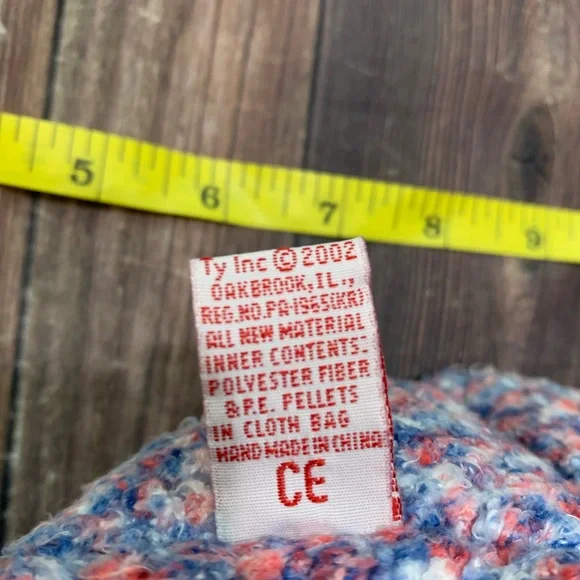 5 6 7 8 9
Ty Inc © 2002
OAKBROOK, IL.,
REG.NO.PA-1965(KR)
ALL NEW MATERIAL
INNER CONTENTS:
POLYESTER FIBER
& P.E. PELLETS
IN CLOTH BAG
HAND MADE IN CHINA
CE